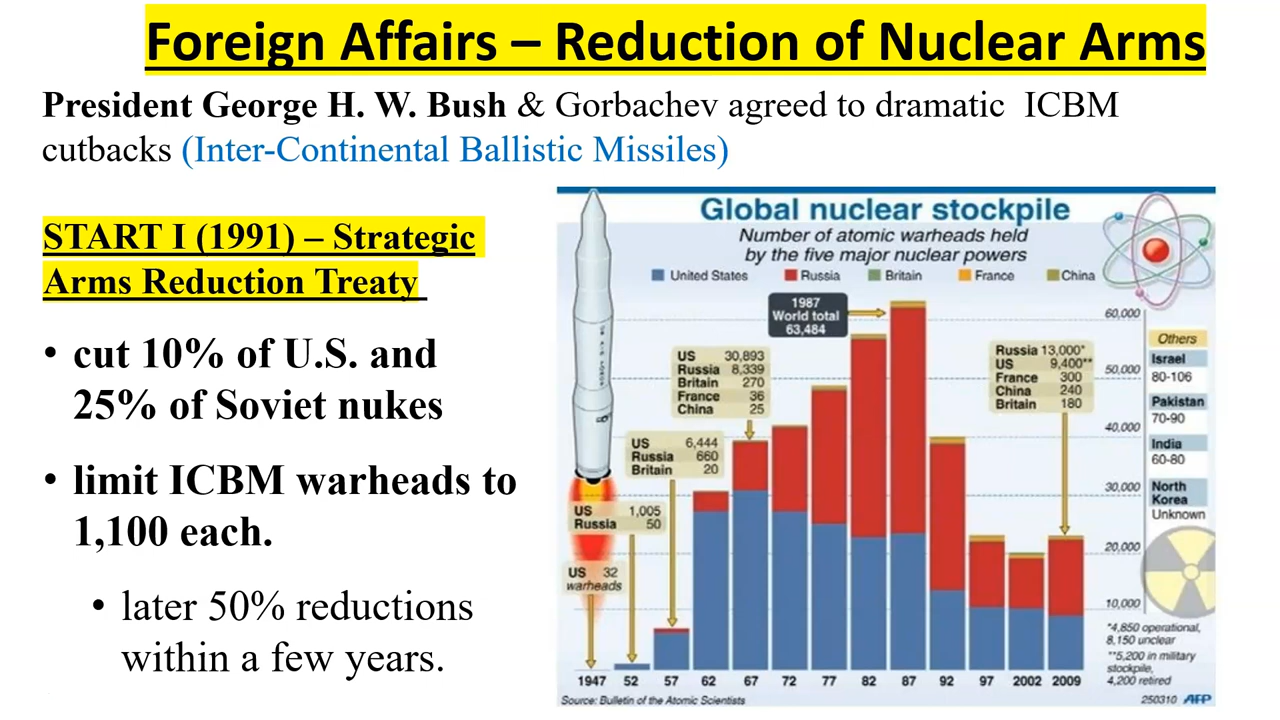 Foreign Affairs – Reduction of Nuclear Arms
President George H. W. Bush & Gorbachev agreed to dramatic ICBM
cutbacks (Inter-Continental Ballistic Missiles)
START I (1991) – Strategic
Arms Reduction Treaty
• cut 10% of U.S. and
25% of Soviet nukes
• limit ICBM warheads to
1,100 each.
• later 50% reductions
within a few years.
Global nuclear stockpile
Number of atomic warheads held
by the five major nuclear powers
United States Russia Britain France China
1987
World total
63,484
US 30,893
Russia 8,339
Britain 270
France 36
China 25
US 6,444
Russia 660
Britain 20
US 1,005
Russia 50
US 32
warheads
Russia 13,000*
US 9,400**
France 300
China 240
Britain 180
60,000
50,000
40,000
30,000
20,000
10,000
Others
Israel
80-106
Pakistan
70-90
India
60-80
North
Korea
Unknown
*4,850 operational,
8,150 unclear
**5,200 in military
stockpile,
4,200 retired
1947 52 57 62 67 72 77 82 87 92 97 2002 2009
Source: Bulletin of the Atomic Scientists
250310 AFP